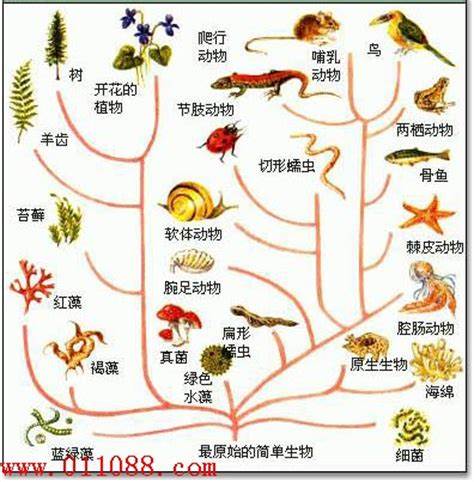 爬行
动物
哺乳
动物
鸟
树
开花的
植物
节肢动物
两栖动物
羊齿
切形蠕虫
骨鱼
苔藓
软体动物
棘皮动物
腕足动物
红藻
腔肠动物
扁形
蠕虫
真菌
褐藻
原生生物
绿色
水藻
海绵
蓝绿藻
最原始的简单生物
细菌
www.011088.com